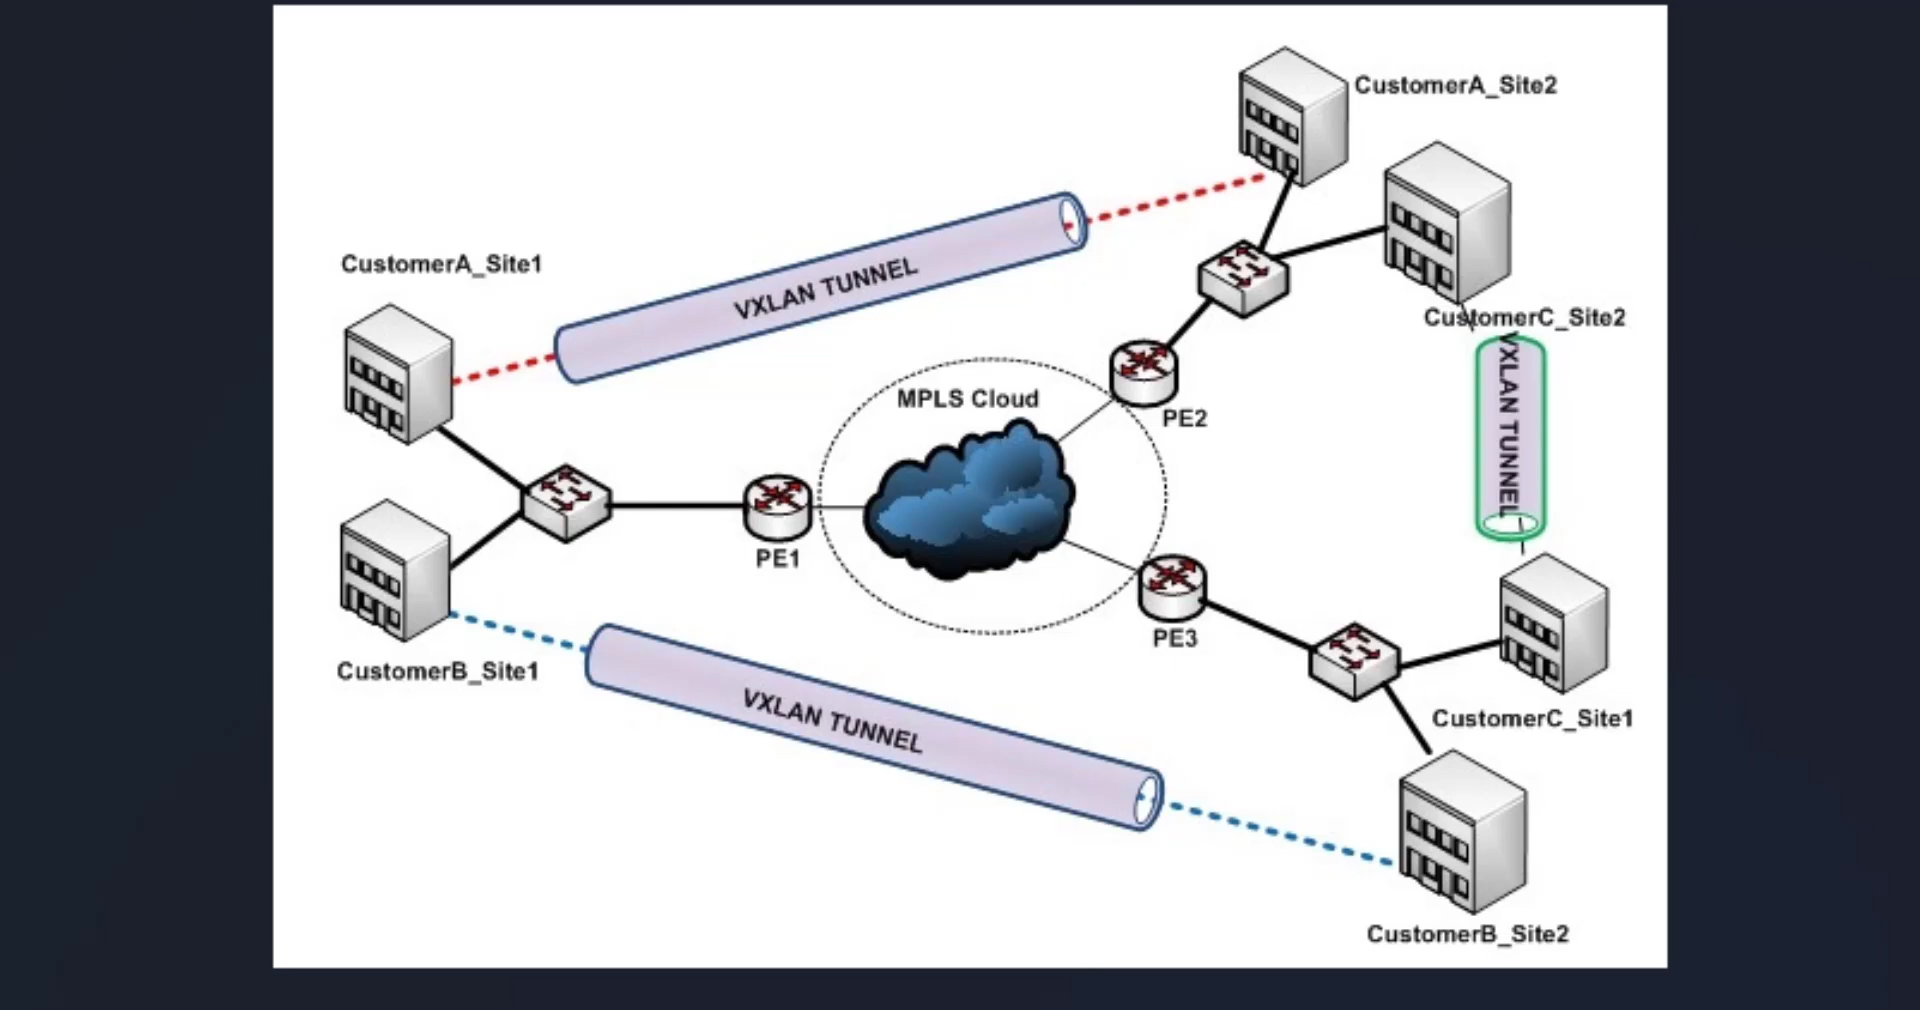 CustomerA_Site2
CustomerA_Site1
VXLAN TUNNEL
CustomerC_Site2
MPLS Cloud
PE2
VXLAN TUNNEL
PE1
PE3
CustomerB_Site1
CustomerC_Site1
VXLAN TUNNEL
CustomerB_Site2